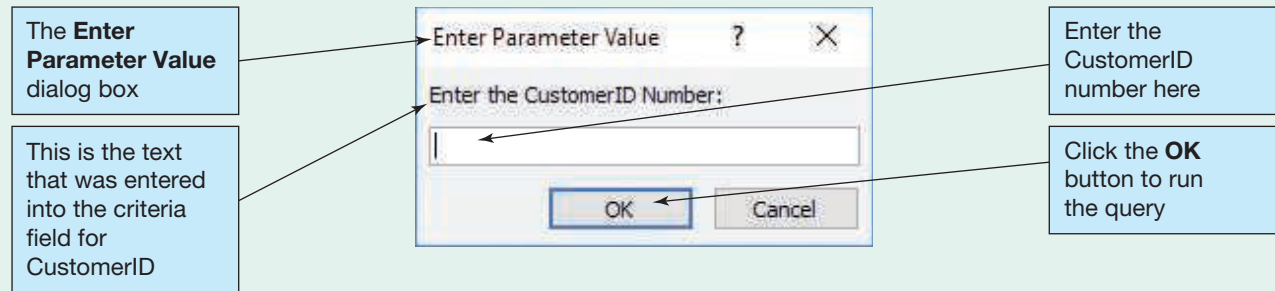 The Enter
Parameter Value
dialog box
This is the text
that was entered
into the criteria
field for
CustomerID
Enter Parameter Value ? X
Enter the CustomerID Number:
OK Cancel
Enter the
CustomerID
number here
Click the OK
button to run
the query